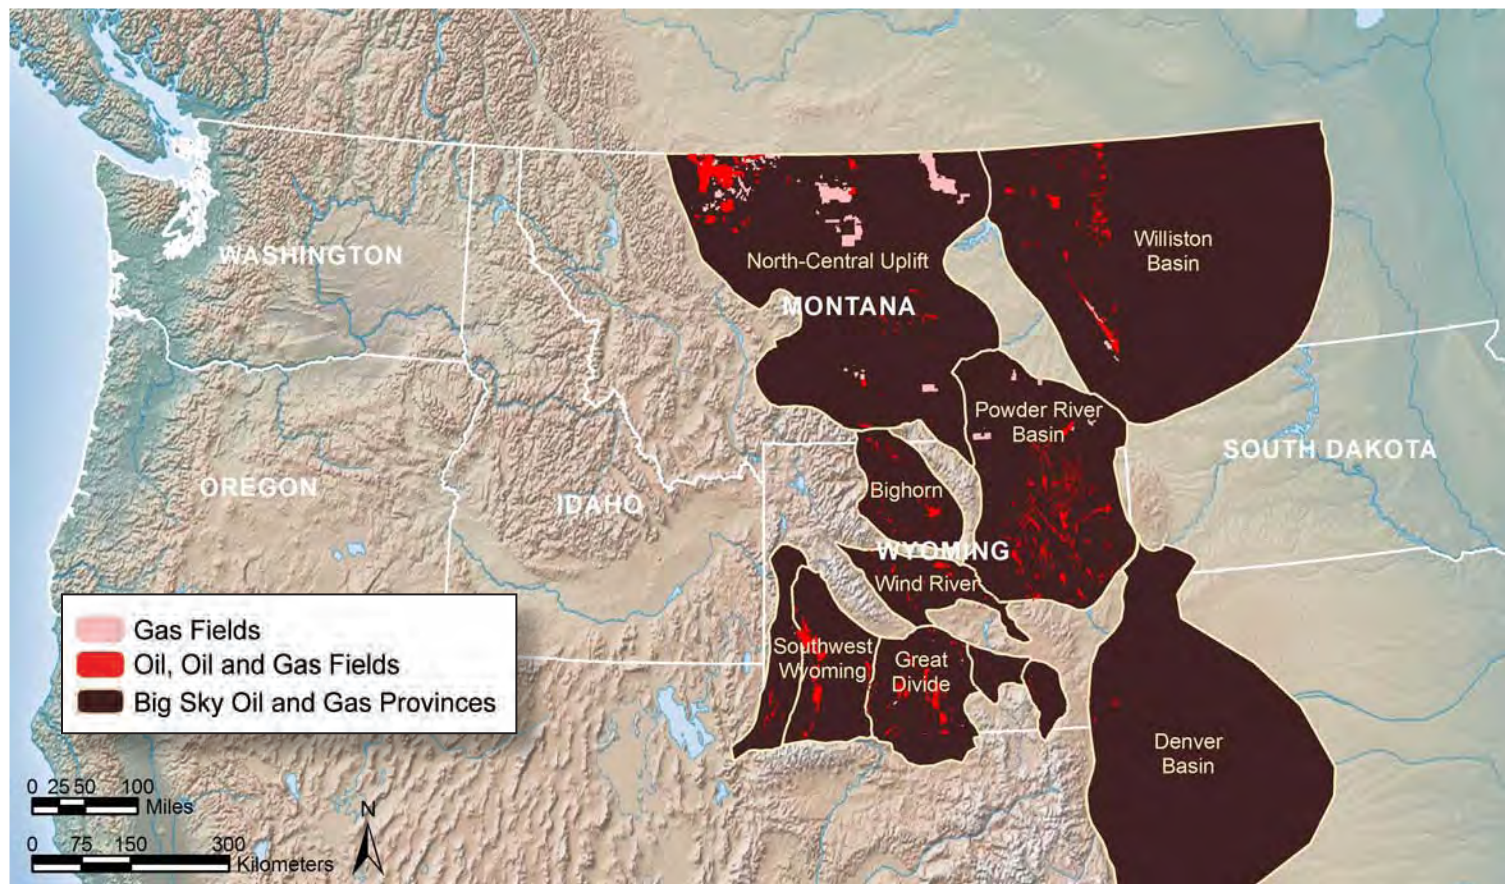 WASHINGTON
North-Central Uplift
MONTANA
Williston
Basin
Powder River
Basin
SOUTH DAKOTA
OREGON
IDAHO
Bighorn
WYOMING
Wind River
Southwest
Wyoming
Great
Divide
Denver
Basin
Gas Fields
Oil, Oil and Gas Fields
Big Sky Oil and Gas Provinces
0 25 50 100
Miles
0 75 150 300
Kilometers
N